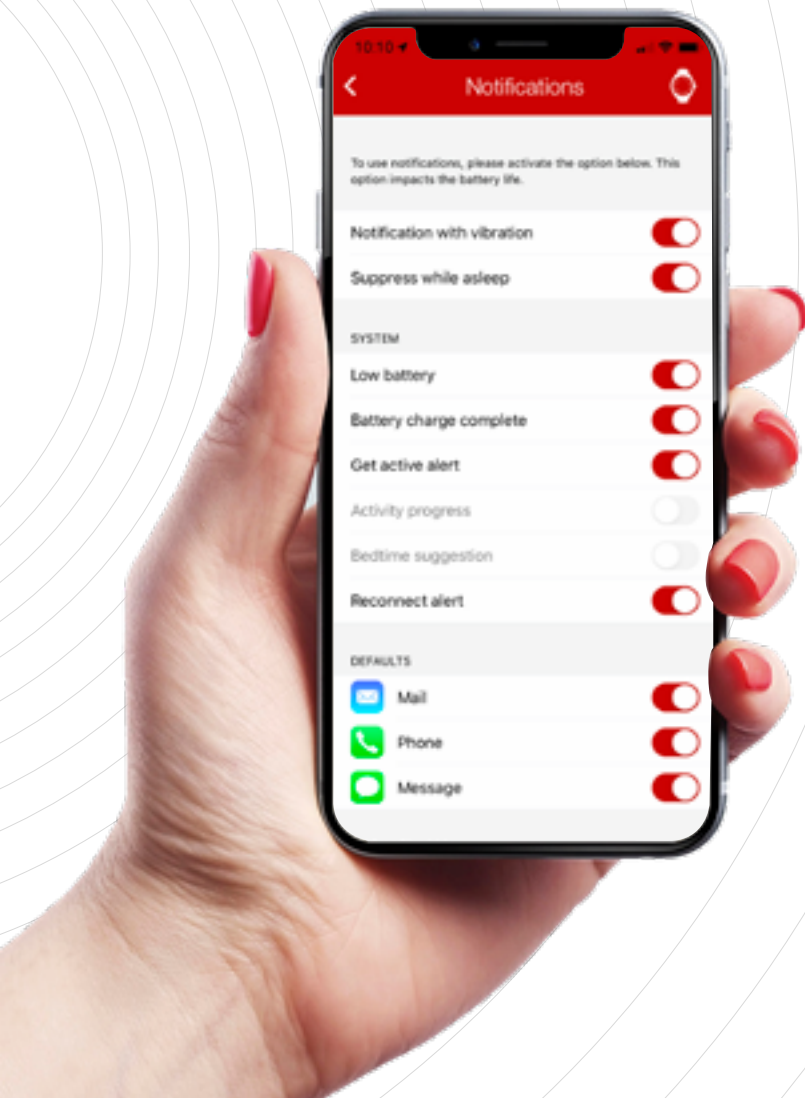 10:10
Notifications
To use notifications, please activate the option below. This
option impacts the battery life.
Notification with vibration
Suppress while asleep
SYSTEM
Low battery
Battery charge complete
Get active alert
Activity progress
Bedtime suggestion
Reconnect alert
DEFAULTS
Mail
Phone
Message